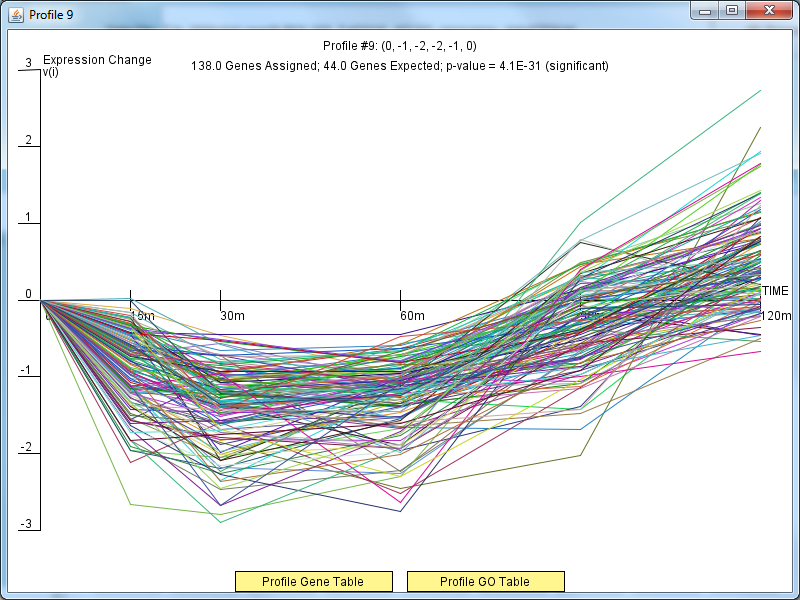 Profile 9
Profile #9: (0, -1, -2, -2, -1, 0)
Expression Change
v(i)
138.0 Genes Assigned; 44.0 Genes Expected; p-value = 4.1E-31 (significant)
3
2
1
0
TIME
30m 60m 120m
-1
-2
-3
Profile Gene Table Profile GO Table